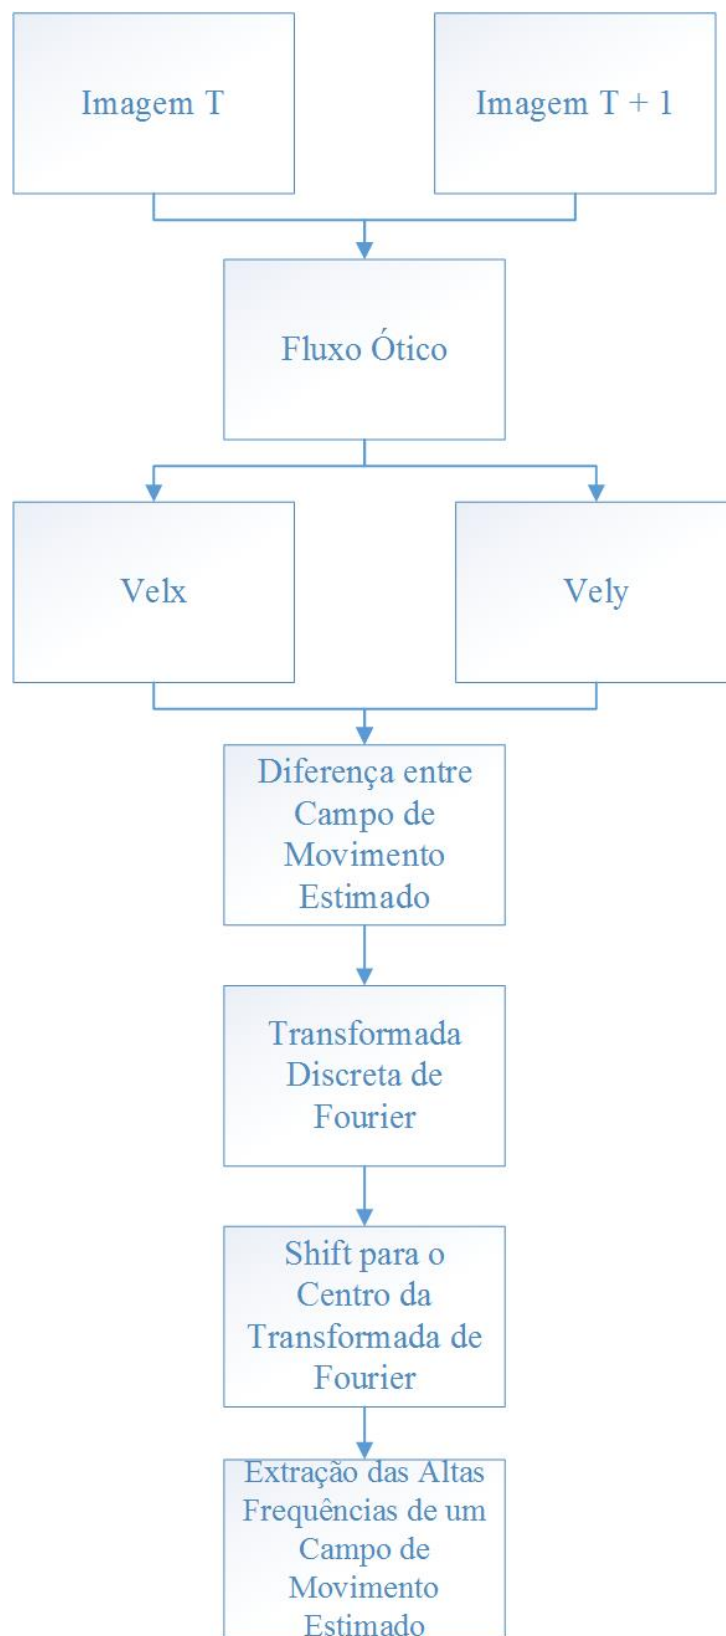 Imagem T
Imagem T + 1
Fluxo Ótico
Velx
Vely
Diferença entre
Campo de
Movimento
Estimado
Transformada
Discreta de
Fourier
Shift para o
Centro da
Transformada de
Fourier
Extração das Altas
Frequências de um
Campo de
Movimento
Estimado